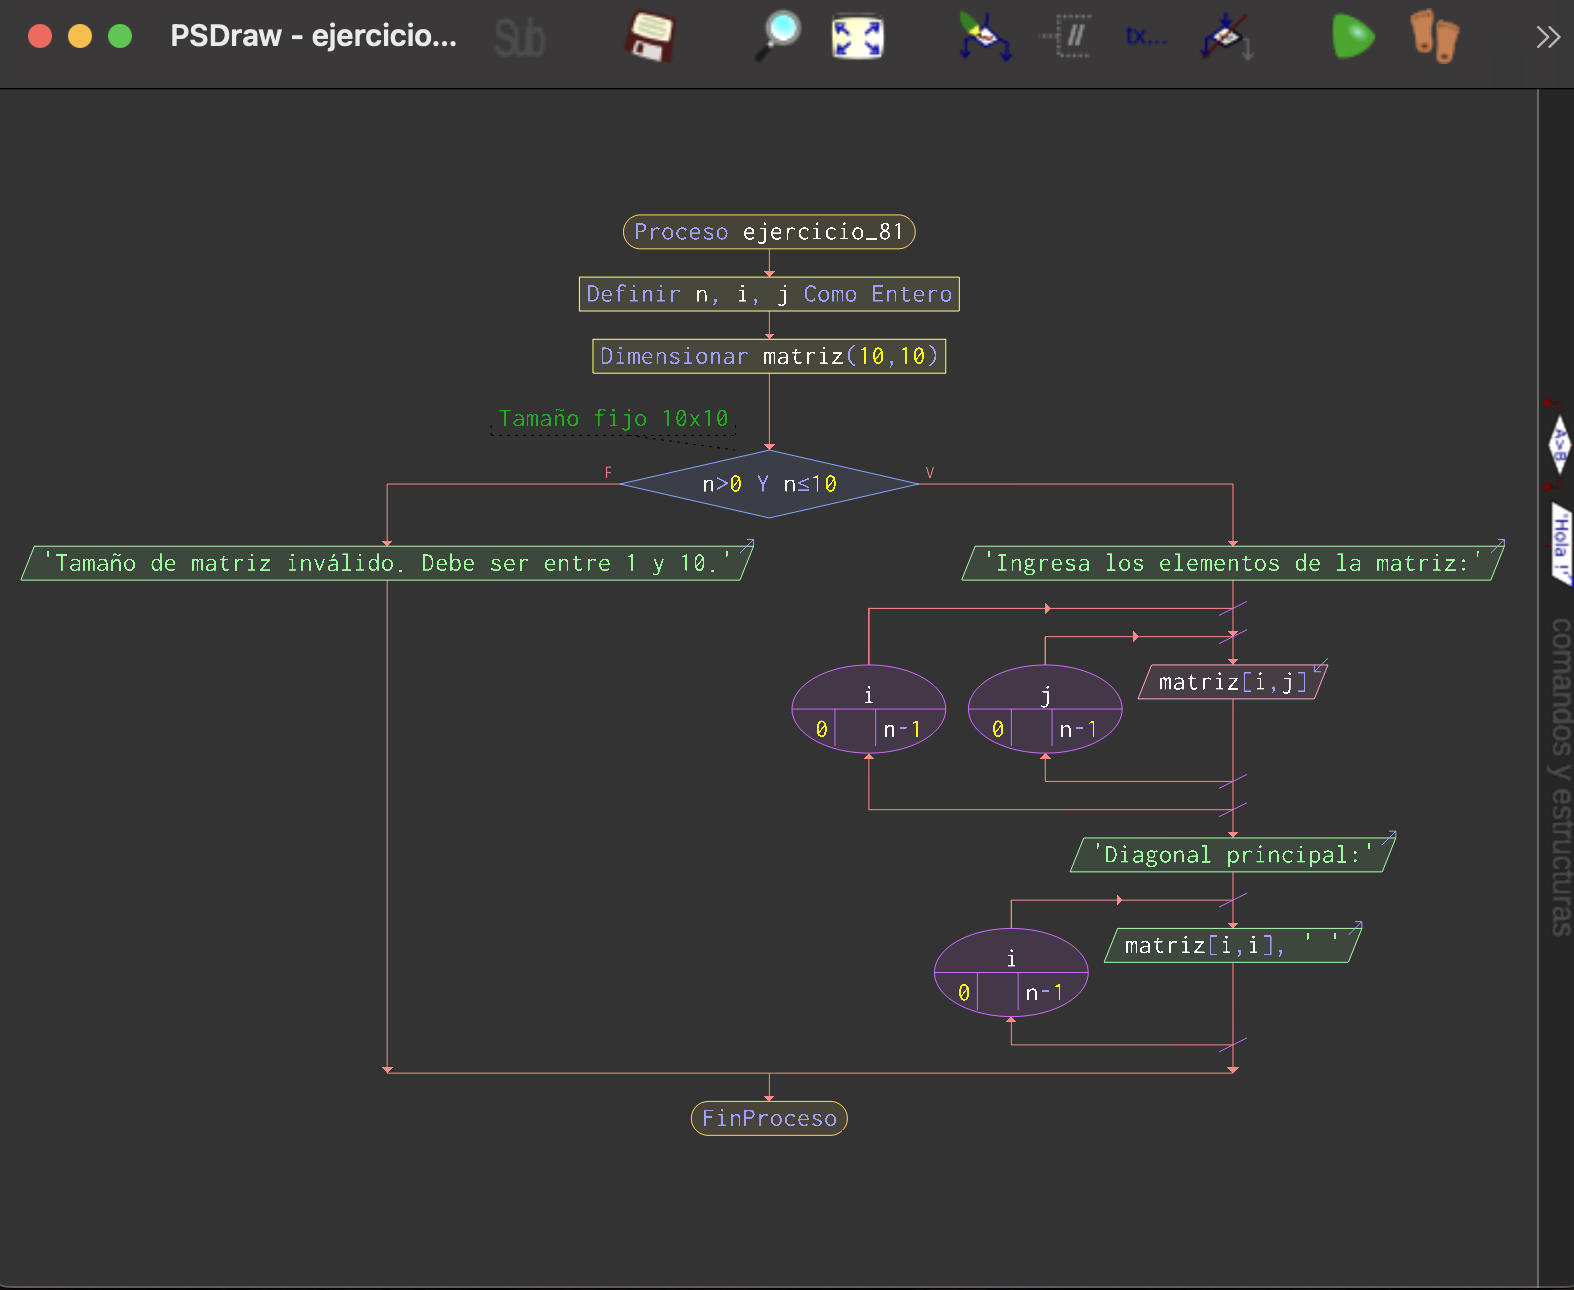 PSDraw - ejercicio...
Sub
tx...
Proceso ejercicio_81
Definir n, i, j Como Entero
Dimensionar matriz(10,10)
Tamaño fijo 10x10
F
n>0 Y n≤10
V
'Tamaño de matriz inválido. Debe ser entre 1 y 10.'
'Ingresa los elementos de la matriz:'
i
0 n-1
j
0 n-1
matriz[i,j]
'Diagonal principal:'
i
0 n-1
matriz[i,i], ' '
FinProceso
A>B
"Hola !"
comandos y estructuras